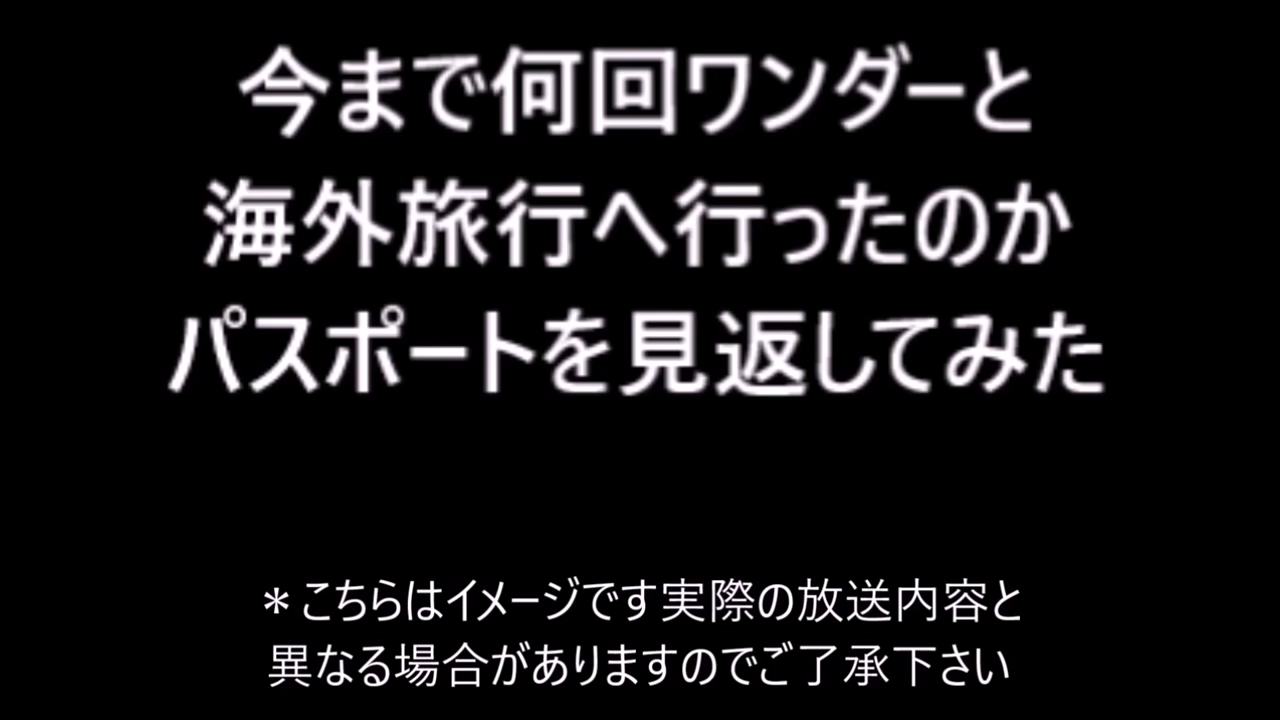 今まで何回ワンダーと
海外旅行へ行ったのか
パスポートを見返してみた
＊こちらはイメージです実際の放送内容と
異なる場合がありますのでご了承下さい